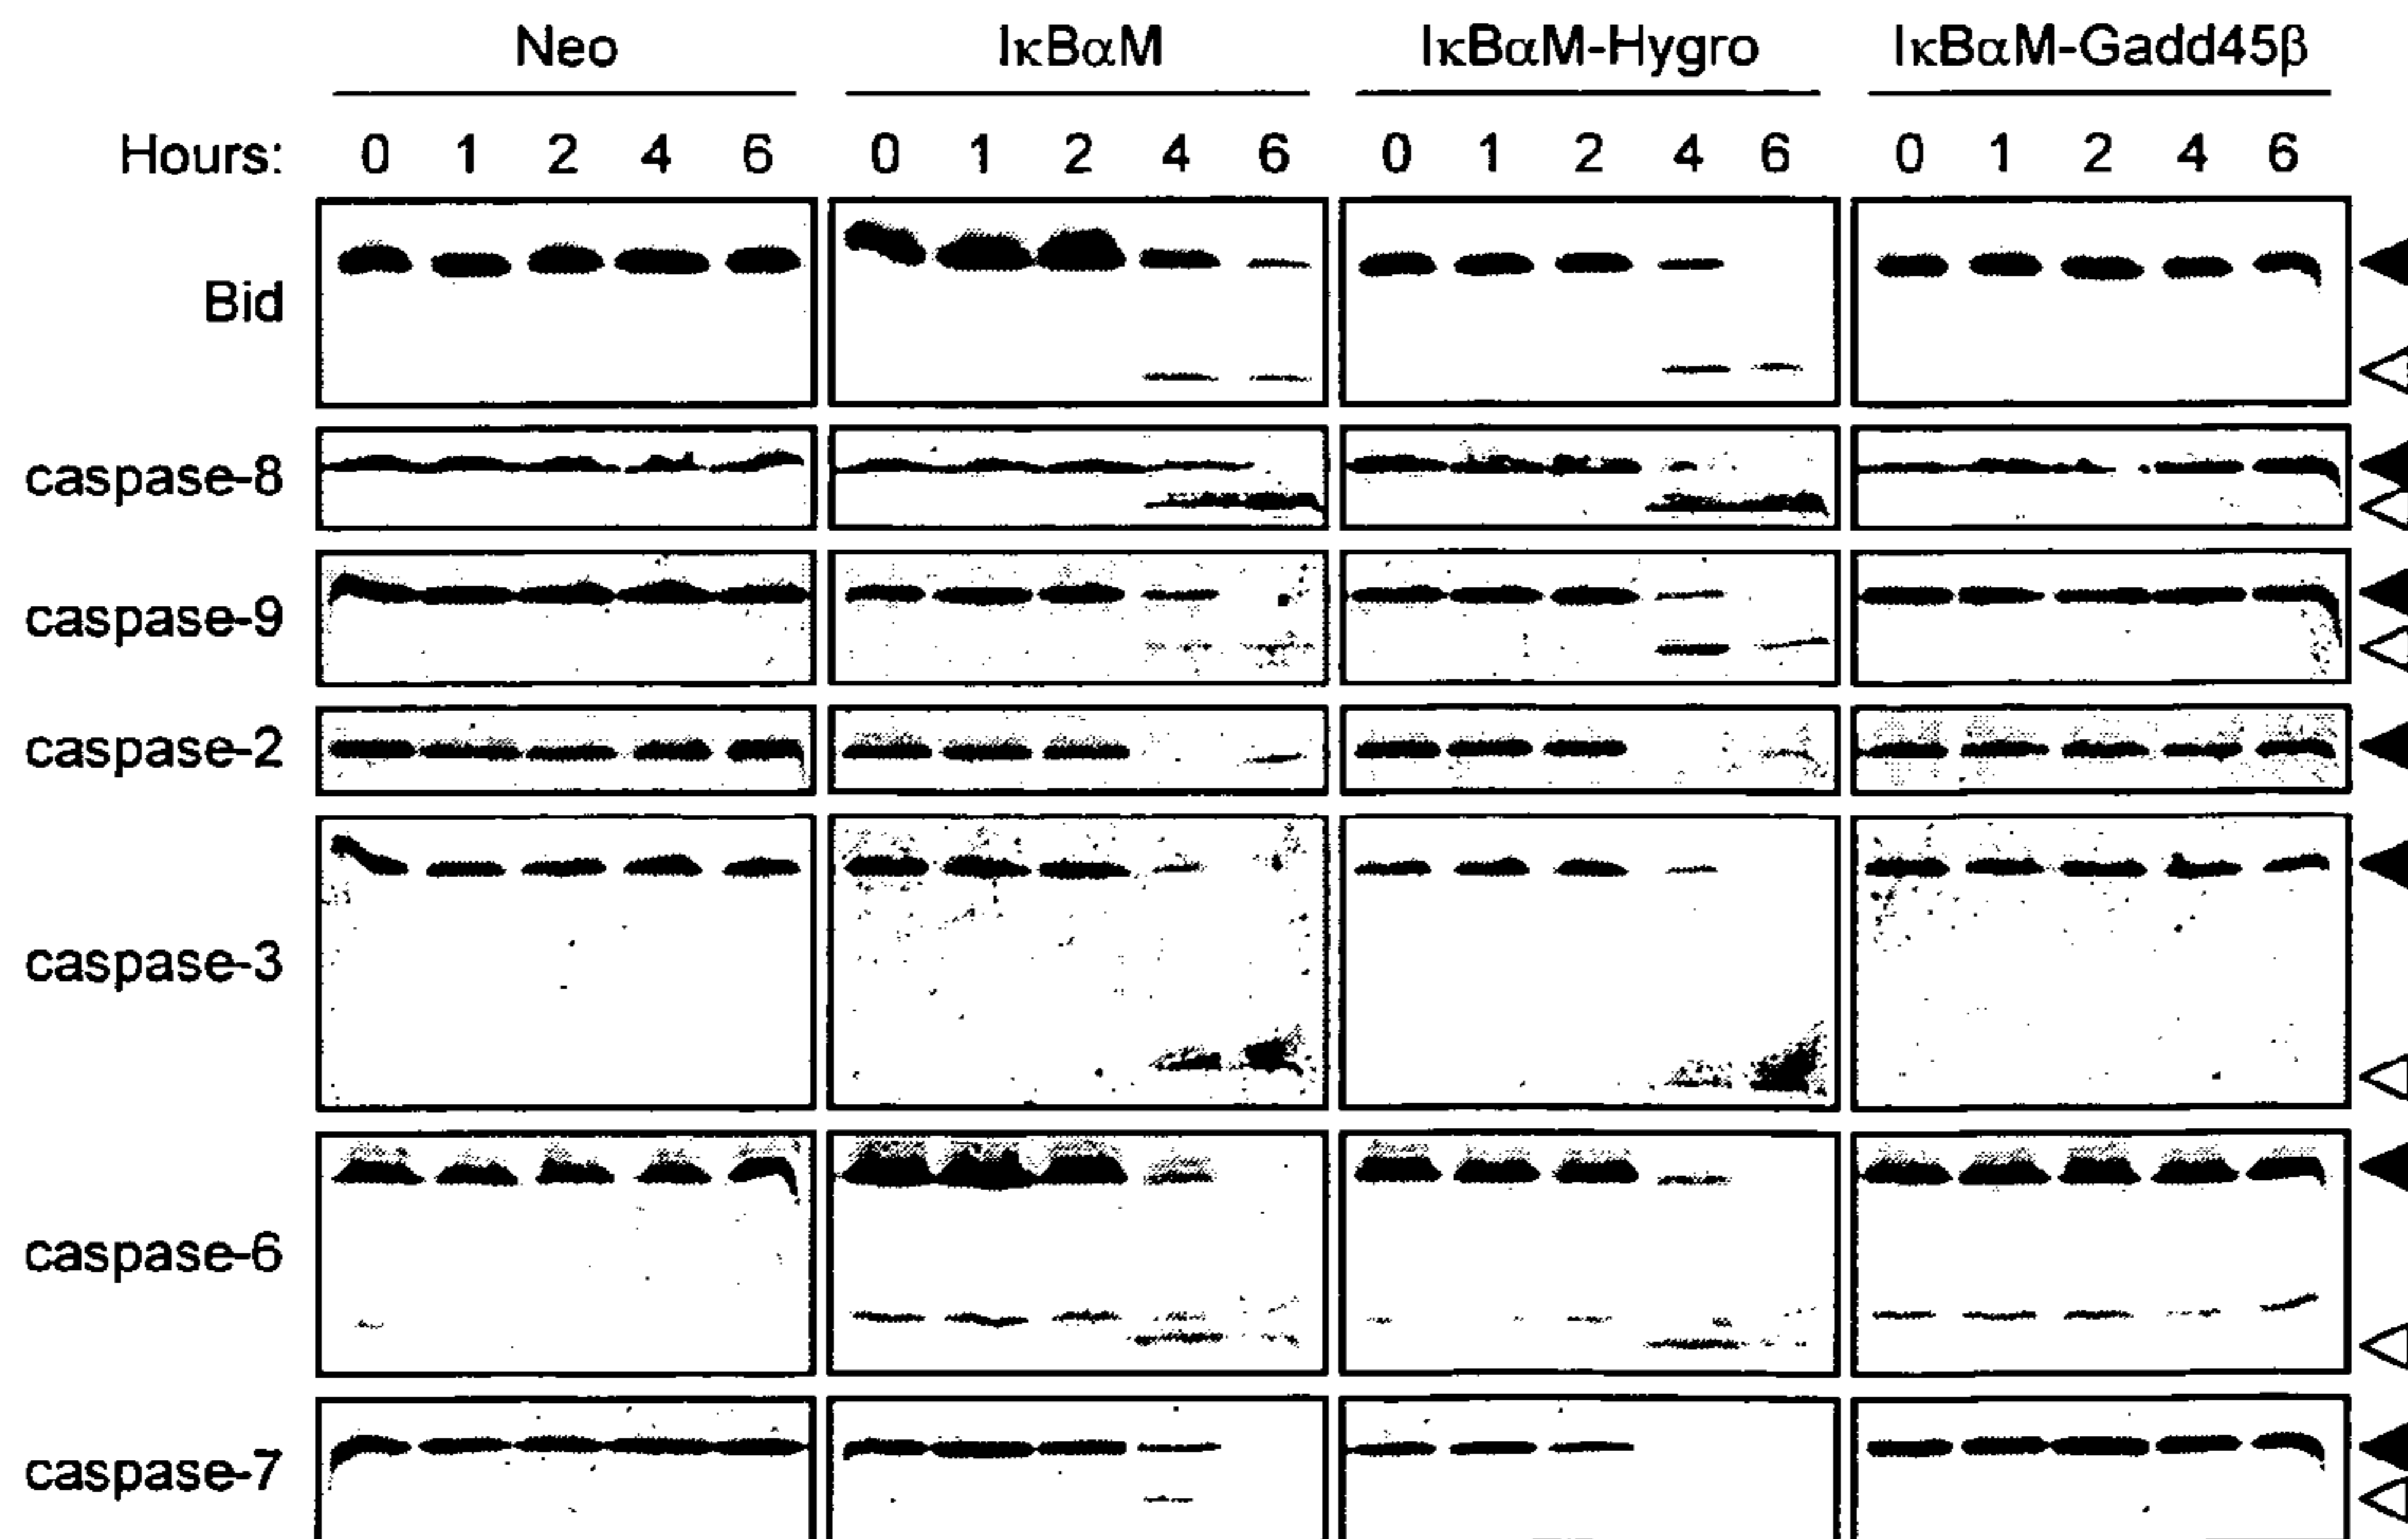 Neo IκBαM IκBαM-Hygro IκBαM-Gadd45β
Hours: 0 1 2 4 6 0 1 2 4 6 0 1 2 4 6 0 1 2 4 6
Bid
caspase-8
caspase-9
caspase-2
caspase-3
caspase-6
caspase-7